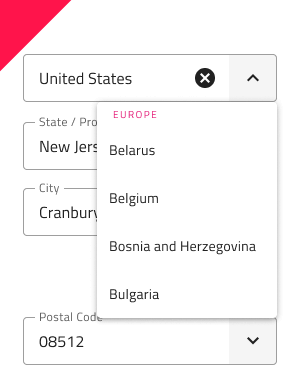 United States
EUROPE
State / Pro
Belarus
New Jers
City
Belgium
Cranbury
Bosnia and Herzegovina
Bulgaria
Postal Code
08512